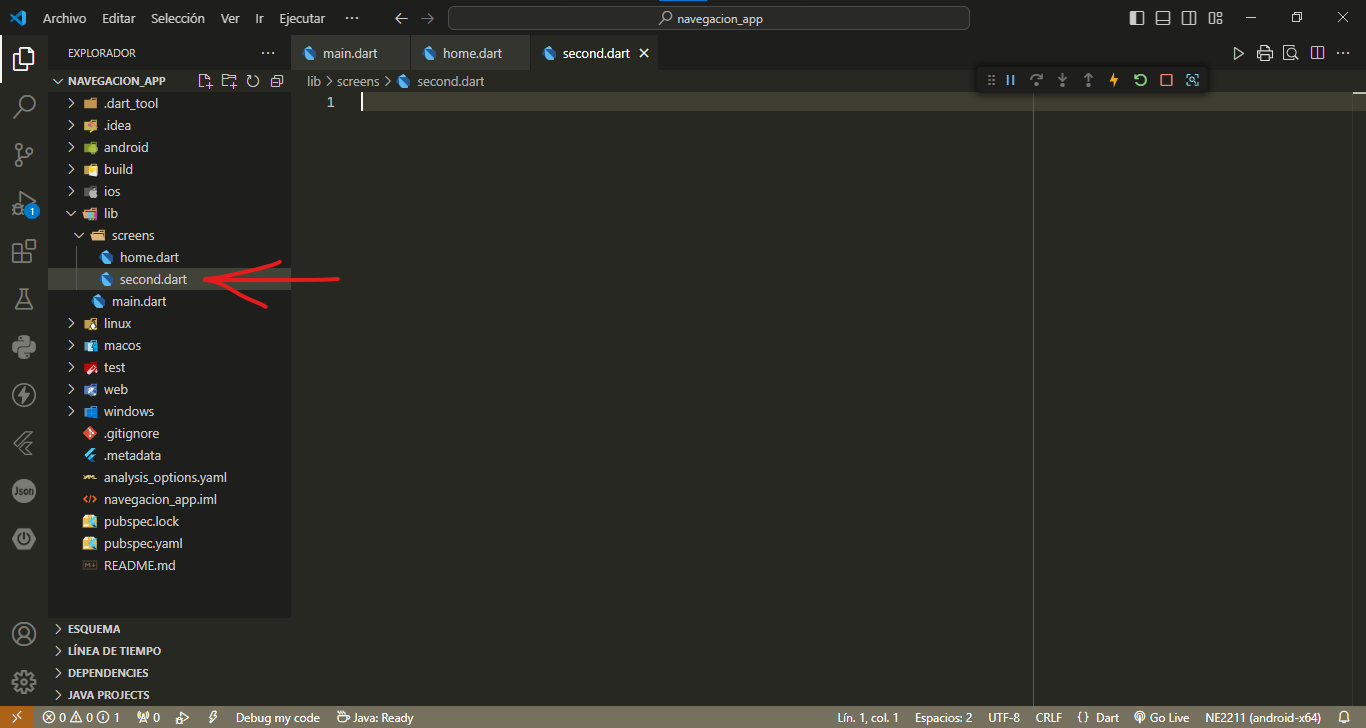 Archivo Editar Selección Ver Ir Ejecutar ··· navegacion_app
EXPLORADOR ···
main.dart home.dart second.dart
NAVEGACION_APP
lib > screens > second.dart
1
.dart_tool
.idea
android
build
ios
lib
screens
home.dart
second.dart
main.dart
linux
macos
test
web
windows
.gitignore
.metadata
analysis_options.yaml
navegacion_app.iml
pubspec.lock
pubspec.yaml
README.md
ESQUEMA
LÍNEA DE TIEMPO
DEPENDENCIES
JAVA PROJECTS
1
Json
0 0 1 0 Debug my code Java: Ready Lín. 1, col. 1 Espacios: 2 UTF-8 CRLF {} Dart Go Live NE2211 (android-x64)